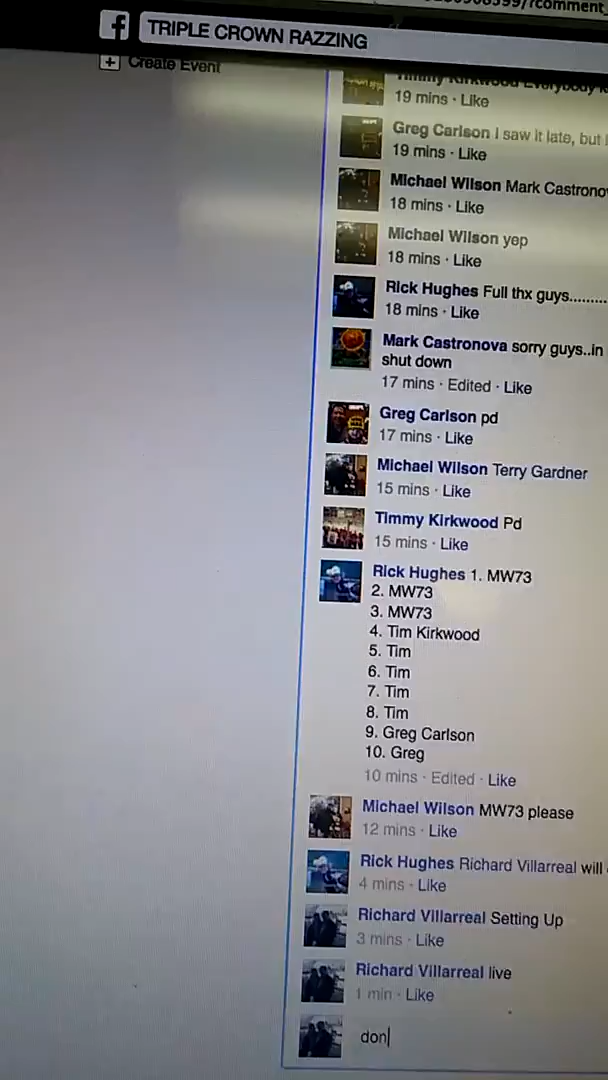 TRIPLE CROWN RAZZING
Create Event
Timmy Kirkwood Everybody
19 mins · Like
Greg Carlson I saw it late, but
19 mins · Like
Michael Wilson Mark Castronov
18 mins · Like
Michael Wilson yep
18 mins · Like
Rick Hughes Full thx guys.........
18 mins · Like
Mark Castronova sorry guys..in
shut down
17 mins · Edited · Like
Greg Carlson pd
17 mins · Like
Michael Wilson Terry Gardner
15 mins · Like
Timmy Kirkwood Pd
15 mins · Like
Rick Hughes 1. MW73
2. MW73
3. MW73
4. Tim Kirkwood
5. Tim
6. Tim
7. Tim
8. Tim
9. Greg Carlson
10. Greg
10 mins · Edited · Like
Michael Wilson MW73 please
12 mins · Like
Rick Hughes Richard Villarreal will
4 mins · Like
Richard Villarreal Setting Up
3 mins · Like
Richard Villarreal live
1 min · Like
don